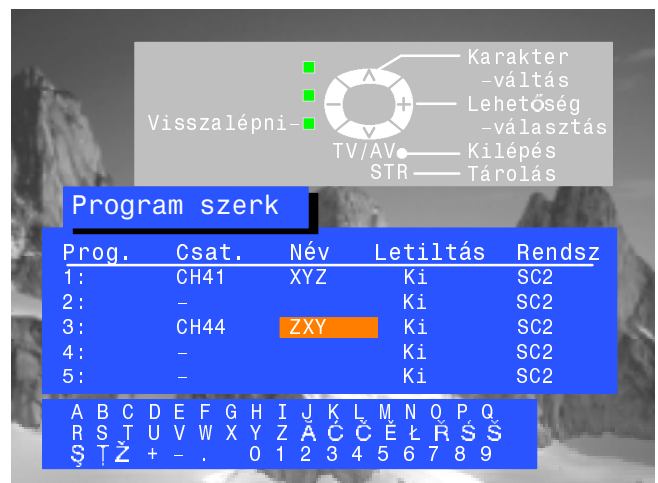 Karakter
-váltás
Lehetőség
-választás
Visszalépni-
TV/AV
Kilépés
STR
Tárolás
Program szerk
Prog. Csat. Név Letiltás Rendsz
1: CH41 XYZ Ki SC2
2: - Ki SC2
3: CH44 ZXY Ki SC2
4: - Ki SC2
5: - Ki SC2
A B C D E F G H I J K L M N O P Q
R S T U V W X Y Z Ă Ć Č Ě Ł Ř Ś Š
Ş Ţ Ž + - . 0 1 2 3 4 5 6 7 8 9